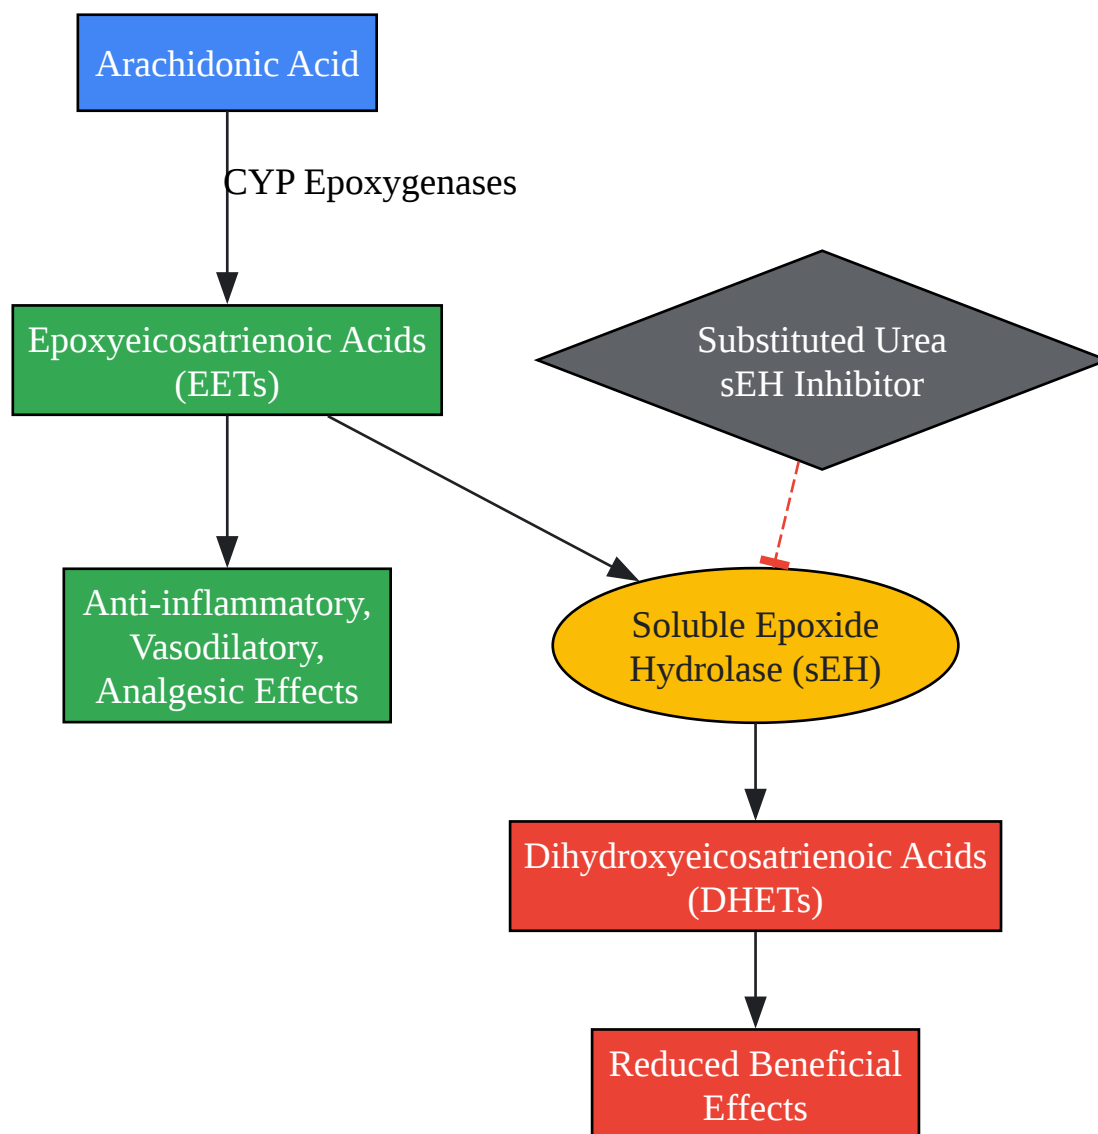 Arachidonic Acid
CYP Epoxygenases
Epoxyeicosatrienoic Acids
(EETs)
Substituted Urea
sEH Inhibitor
Anti-inflammatory,
Vasodilatory,
Analgesic Effects
Soluble Epoxide
Hydrolase (sEH)
Dihydroxyeicosatrienoic Acids
(DHETs)
Reduced Beneficial
Effects